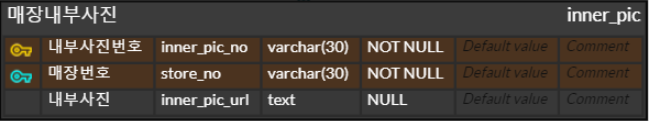 매장내부사진 inner_pic
내부사진번호 inner_pic_no varchar(30) NOT NULL Default value Comment
매장번호 store_no varchar(30) NOT NULL Default value Comment
내부사진 inner_pic_url text NULL Default value Comment